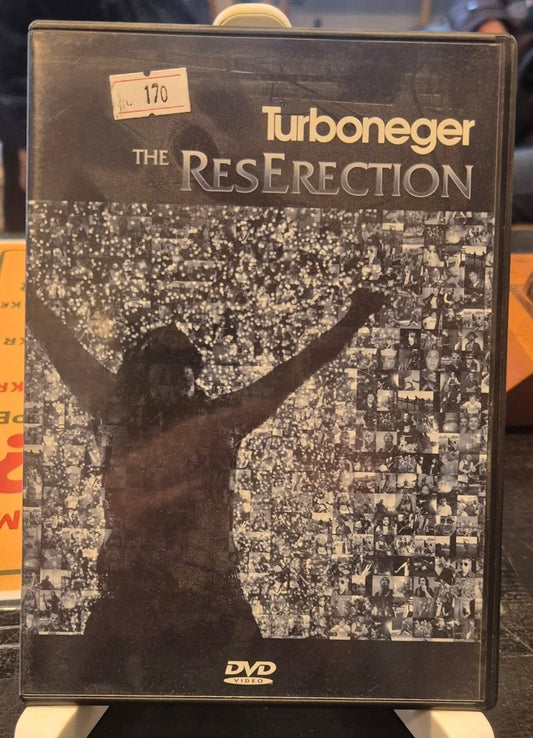 170
Turboneger
THE RESERECTION
DVD
VIDEO